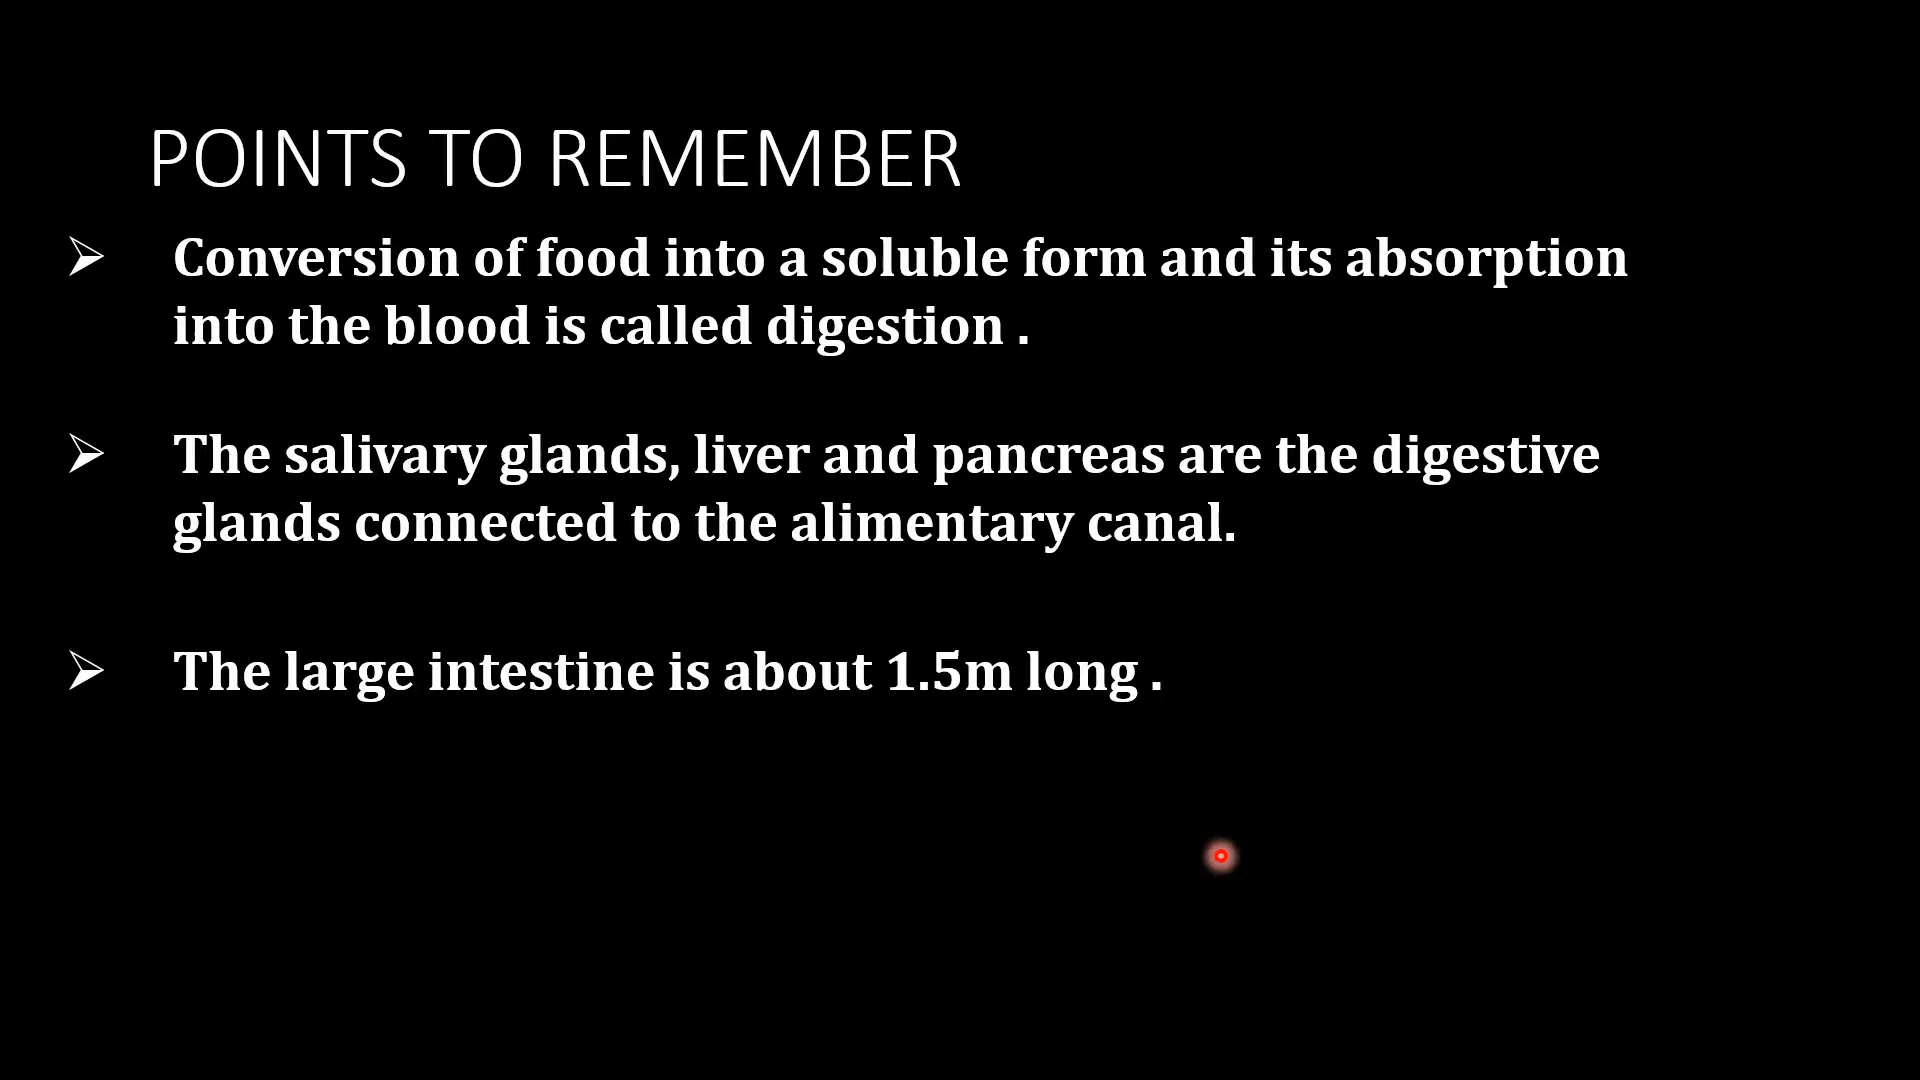 POINTS TO REMEMBER
Conversion of food into a soluble form and its absorption
into the blood is called digestion .
The salivary glands, liver and pancreas are the digestive
glands connected to the alimentary canal.
The large intestine is about 1.5m long .